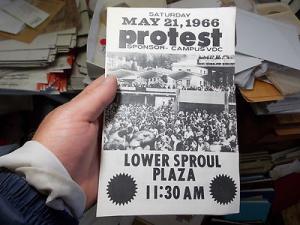 SATURDAY
MAY 21, 1966
protest
SPONSOR - CAMPUS VDC
LOWER SPROUL
PLAZA
11:30 AM